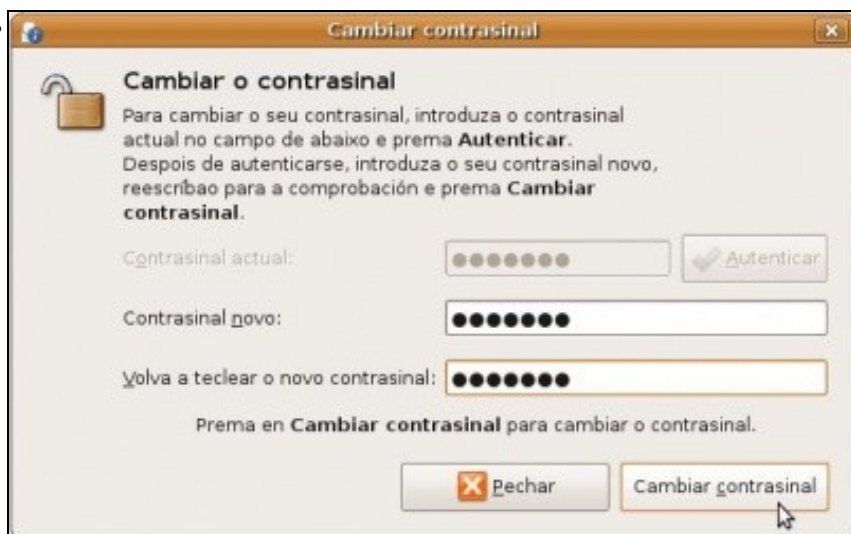 Cambiar contrasinal
Cambiar o contrasinal
Para cambiar o seu contrasinal, introduza o contrasinal
actual no campo de abaixo e prema Autenticar.
Despois de autenticarse, introduza o seu contrasinal novo,
reescríbao para a comprobación e prema Cambiar
contrasinal.
Contrasinal actual:
Autenticar
Contrasinal novo:
Volva a teclear o novo contrasinal:
Prema en Cambiar contrasinal para cambiar o contrasinal.
Pechar
Cambiar contrasinal